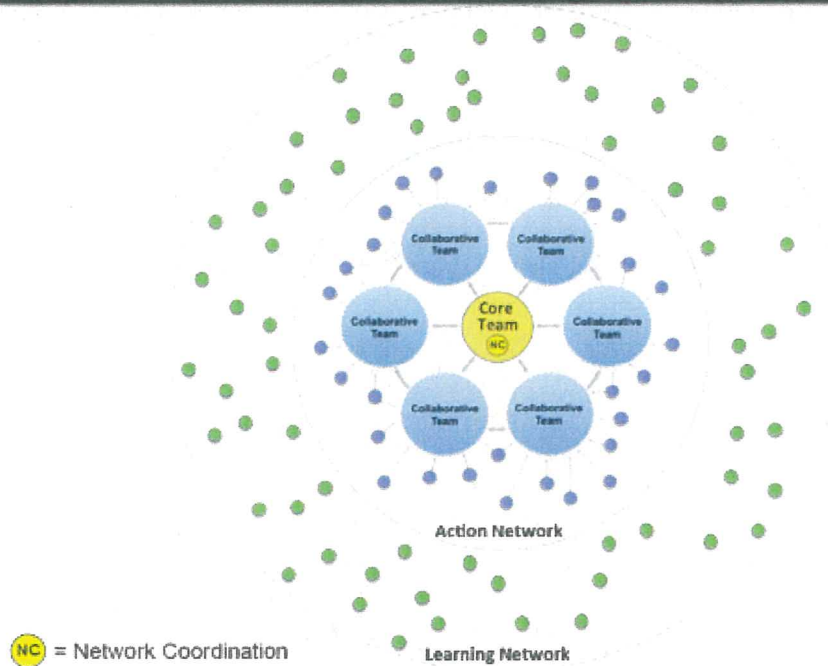 Collaborative
Team
Collaborative
Team
Collaborative
Team
Core
Team
NC
Collaborative
Team
Collaborative
Team
Collaborative
Team
Action Network
NC = Network Coordination
Learning Network